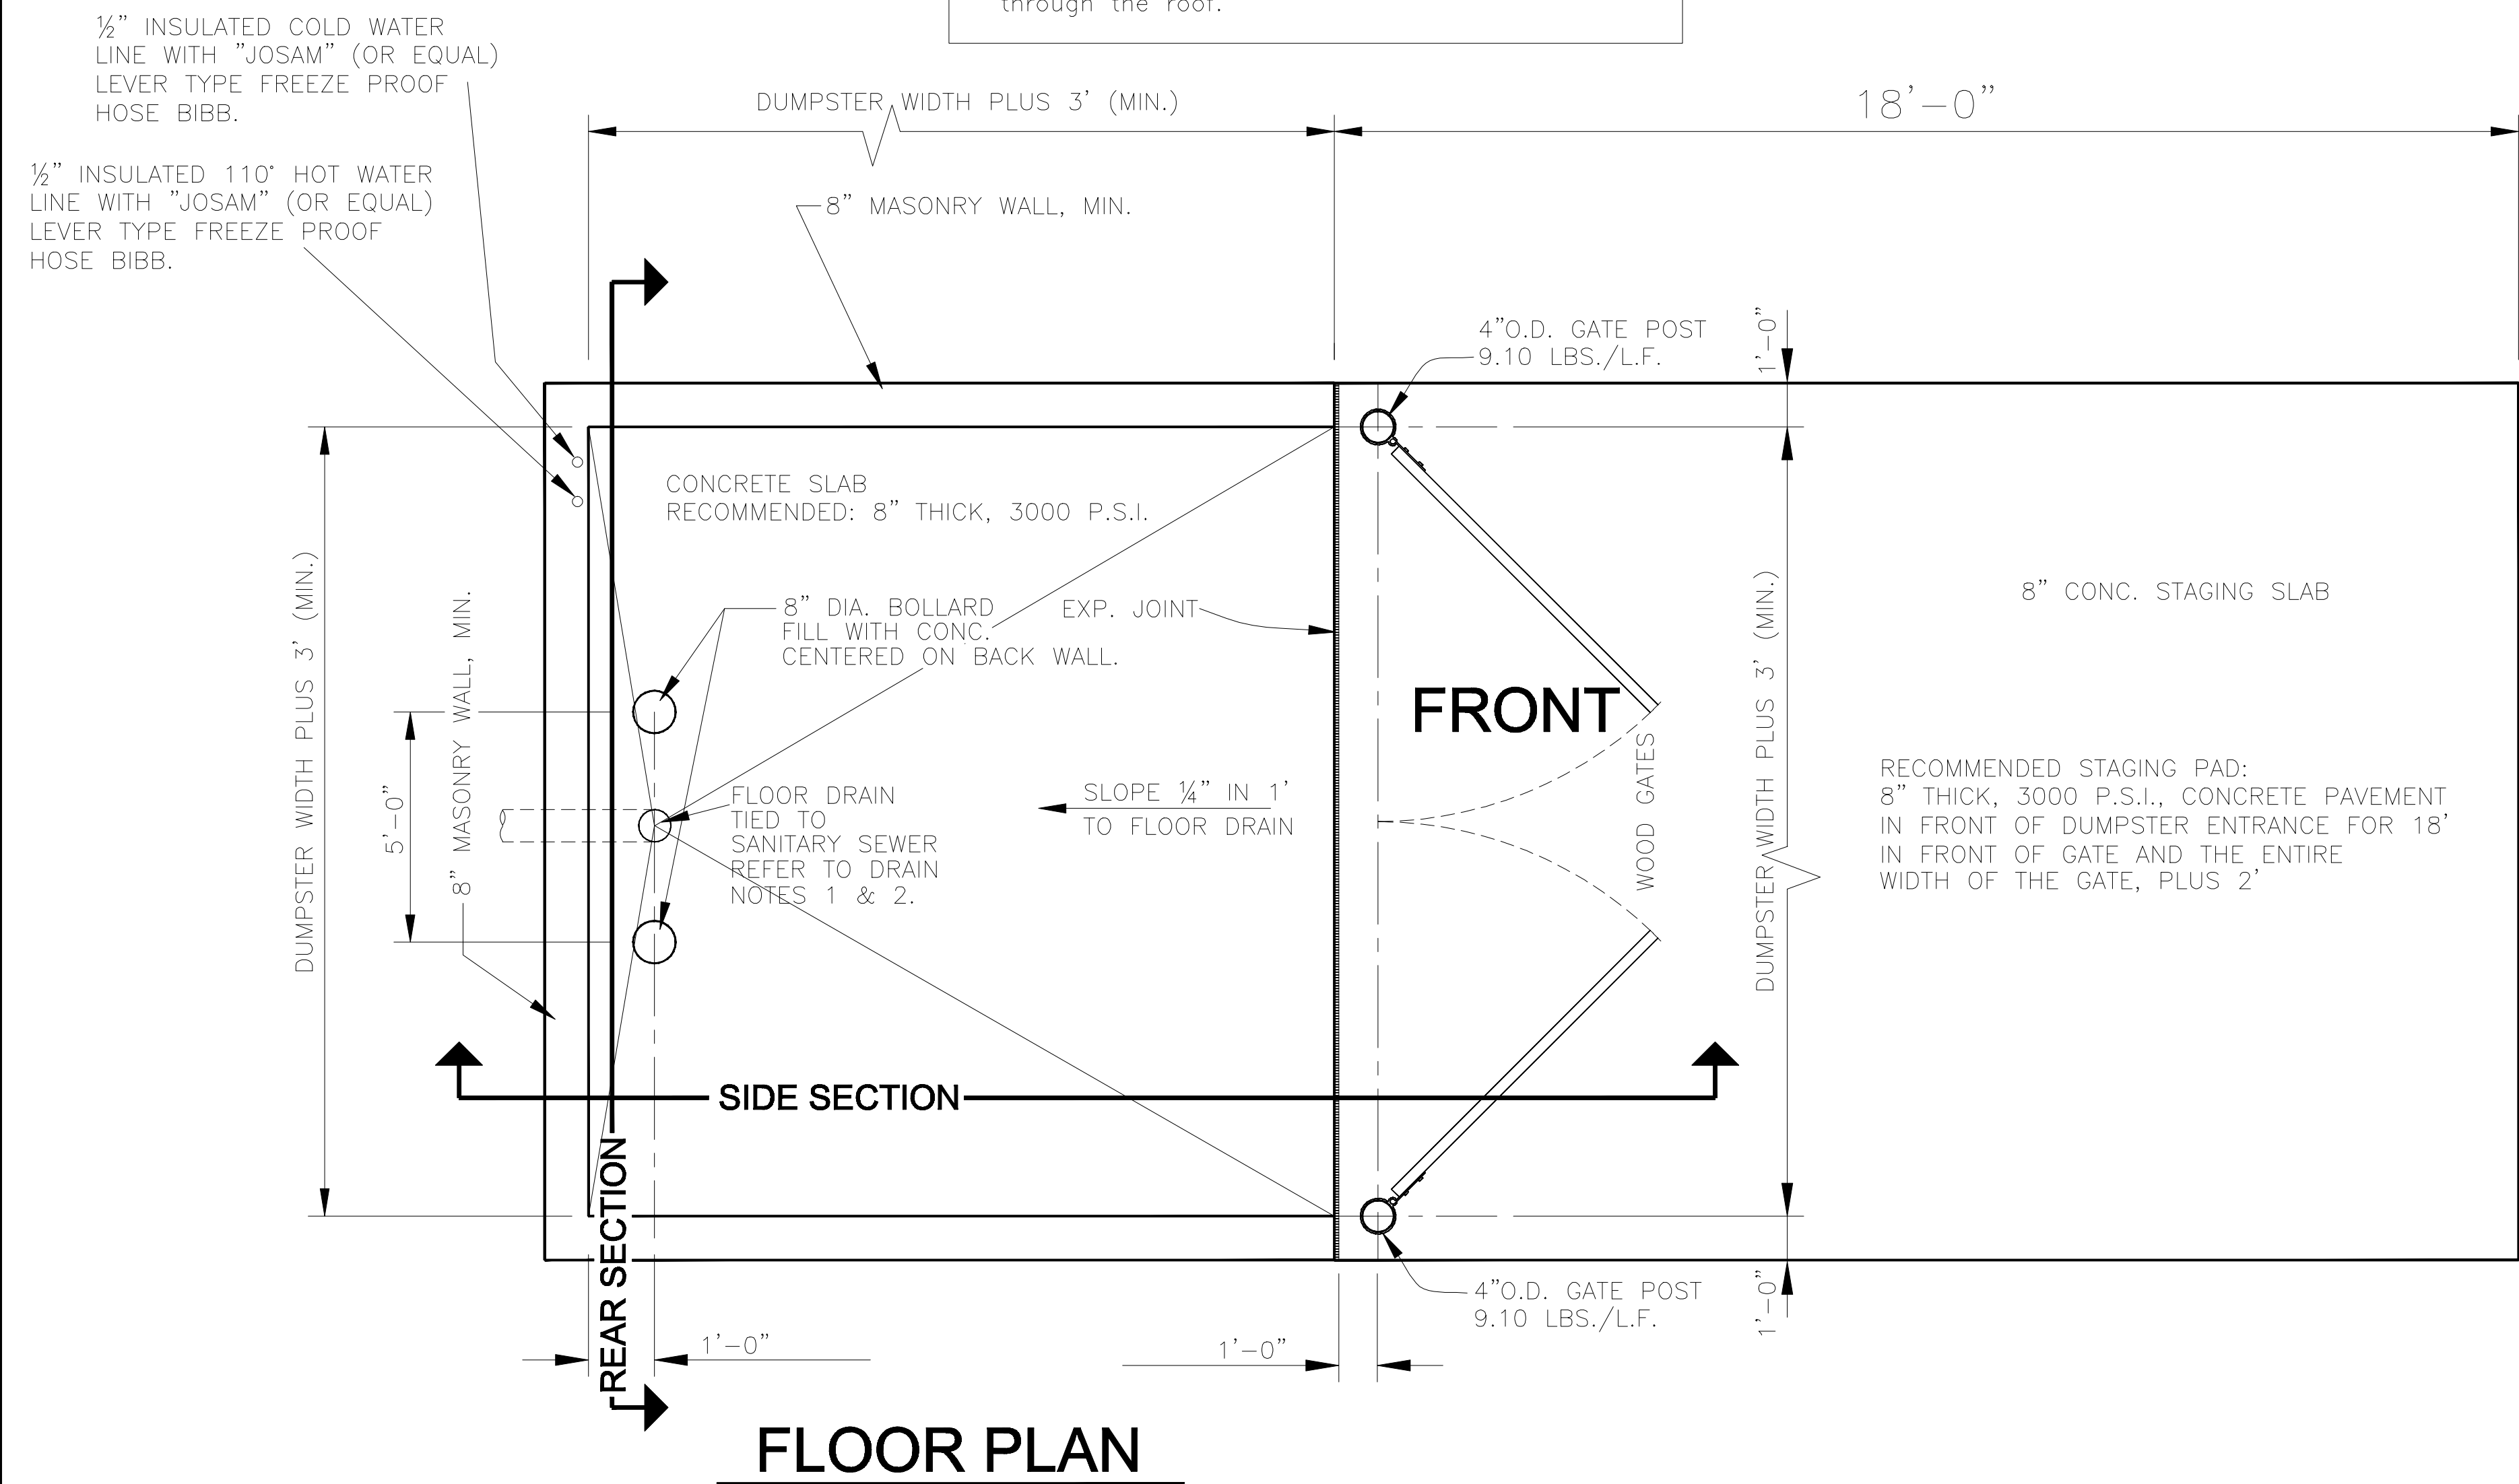 through the roof.
½” INSULATED COLD WATER
LINE WITH ”JOSAM” (OR EQUAL)
LEVER TYPE FREEZE PROOF
HOSE BIBB.
½” INSULATED 110° HOT WATER
LINE WITH ”JOSAM” (OR EQUAL)
LEVER TYPE FREEZE PROOF
HOSE BIBB.
DUMPSTER WIDTH PLUS 3’ (MIN.)
18’−0”
8” MASONRY WALL, MIN.
4”O.D. GATE POST
9.10 LBS./L.F.
1’−0”
CONCRETE SLAB
RECOMMENDED: 8” THICK, 3000 P.S.I.
8” DIA. BOLLARD
FILL WITH CONC.
CENTERED ON BACK WALL.
EXP. JOINT
8” CONC. STAGING SLAB
DUMPSTER WIDTH PLUS 3’ (MIN.)
5’−0”
8” MASONRY WALL, MIN.
FRONT
WOOD GATES
DUMPSTER WIDTH PLUS 3’ (MIN.)
FLOOR DRAIN
TIED TO
SANITARY SEWER
REFER TO DRAIN
NOTES 1 & 2.
SLOPE ¼” IN 1’
TO FLOOR DRAIN
RECOMMENDED STAGING PAD:
8” THICK, 3000 P.S.I., CONCRETE PAVEMENT
IN FRONT OF DUMPSTER ENTRANCE FOR 18’
IN FRONT OF GATE AND THE ENTIRE
WIDTH OF THE GATE, PLUS 2’
SIDE SECTION
REAR SECTION
4”O.D. GATE POST
9.10 LBS./L.F.
1’−0”
1’−0”
1’−0”
FLOOR PLAN